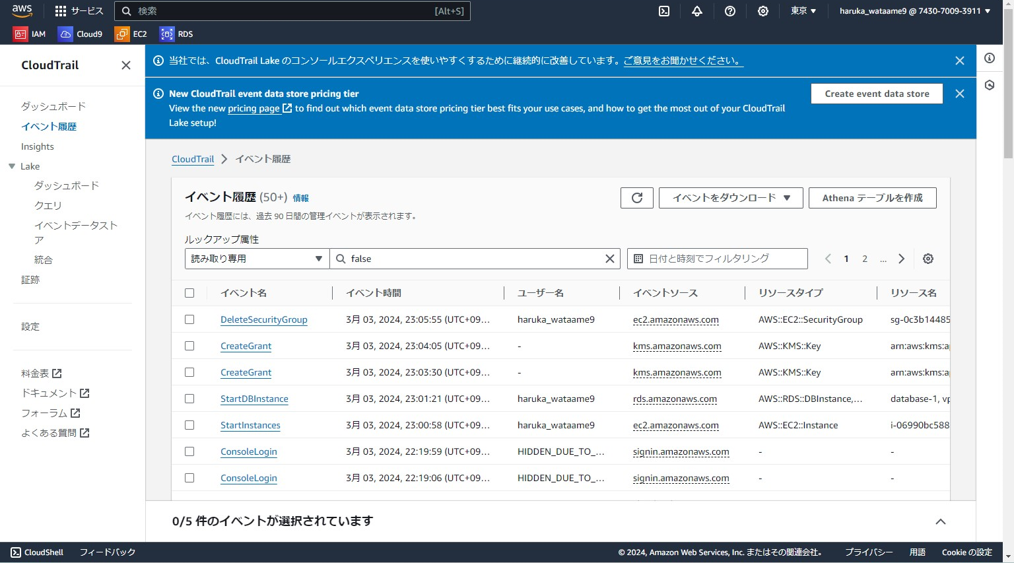 aws
サービス
検索
[Alt+S]
東京
haruka_wataame9 @ 7430-7009-3911
IAM
Cloud9
EC2
RDS
CloudTrail
ダッシュボード
イベント履歴
Insights
Lake
ダッシュボード
クエリ
イベントデータスト
ア
統合
証跡
設定
料金表
ドキュメント
フォーラム
よくある質問
当社では、CloudTrail Lake のコンソールエクスペリエンスを使いやすくするために継続的に改善しています。ご意見をお聞かせください。
New CloudTrail event data store pricing tier
View the new pricing page to find out which event data store pricing tier best fits your use cases, and how to get the most out of your CloudTrail
Lake setup!
Create event data store
CloudTrail > イベント履歴
イベント履歴 (50+) 情報
イベント履歴には、過去 90 日間の管理イベントが表示されます。
イベントをダウンロード
Athena テーブルを作成
ルックアップ属性
読み取り専用
false
日付と時刻でフィルタリング
1 2 ...
イベント名 イベント時間 ユーザー名 イベントソース リソースタイプ リソース名
DeleteSecurityGroup 3月 03, 2024, 23:05:55 (UTC+09... haruka_wataame9 ec2.amazonaws.com AWS::EC2::SecurityGroup sg-0c3b14485
CreateGrant 3月 03, 2024, 23:04:05 (UTC+09... - kms.amazonaws.com AWS::KMS::Key arn:aws:kms:a
CreateGrant 3月 03, 2024, 23:03:30 (UTC+09... - kms.amazonaws.com AWS::KMS::Key arn:aws:kms:a
StartDBInstance 3月 03, 2024, 23:01:21 (UTC+09... haruka_wataame9 rds.amazonaws.com AWS::RDS::DBInstance,... database-1, vp
StartInstances 3月 03, 2024, 23:00:58 (UTC+09... haruka_wataame9 ec2.amazonaws.com AWS::EC2::Instance i-06990bc588
ConsoleLogin 3月 03, 2024, 22:19:59 (UTC+09... HIDDEN_DUE_TO_... signin.amazonaws.com - -
ConsoleLogin 3月 03, 2024, 22:19:06 (UTC+09... HIDDEN_DUE_TO_... signin.amazonaws.com - -
0/5 件のイベントが選択されています
CloudShell
フィードバック
© 2024, Amazon Web Services, Inc. またはその関連会社。
プライバシー
用語
Cookie の設定